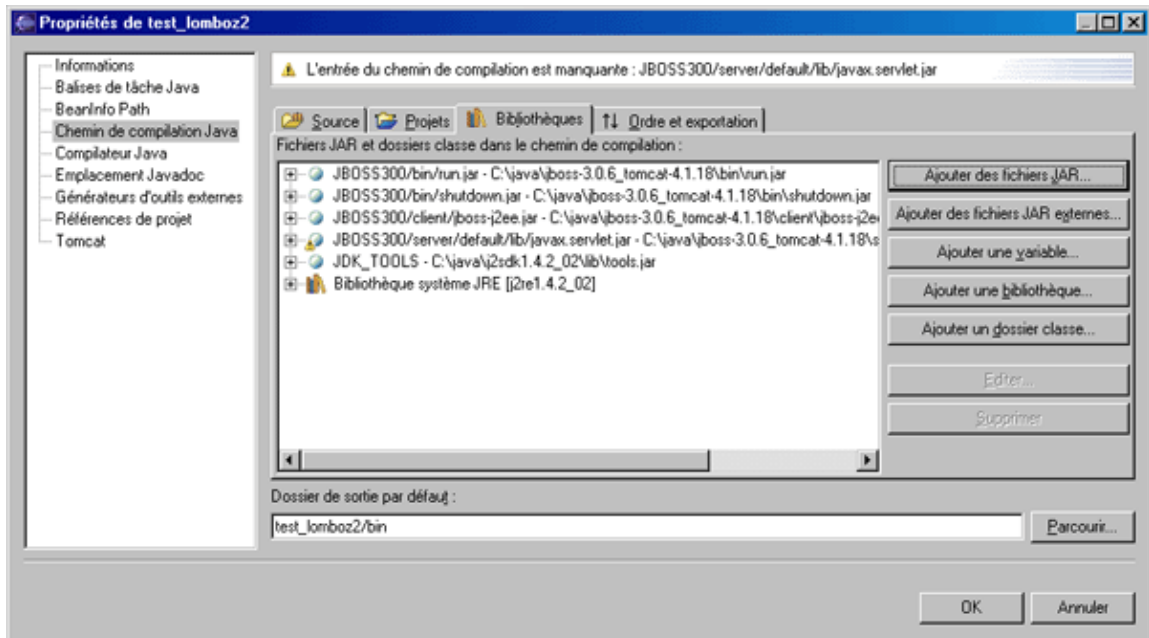 Propriétés de test_lomboz2
Informations
Balises de tâche Java
BeanInfo Path
Chemin de compilation Java
Compilateur Java
Emplacement Javadoc
Générateurs d'outils externes
Références de projet
Tomcat
L'entrée du chemin de compilation est manquante : JBOSS300/server/default/lib/javax.servlet.jar
Source
Projets
Bibliothèques
Ordre et exportation
Fichiers JAR et dossiers classe dans le chemin de compilation :
JBOSS300/bin/run.jar - C:\java\jboss-3.0.6_tomcat-4.1.18\bin\run.jar
JBOSS300/bin/shutdown.jar - C:\java\jboss-3.0.6_tomcat-4.1.18\bin\shutdown.jar
JBOSS300/client/jboss-j2ee.jar - C:\java\jboss-3.0.6_tomcat-4.1.18\client\jboss-j2e
JBOSS300/server/default/lib/javax.servlet.jar - C:\java\jboss-3.0.6_tomcat-4.1.18\s
JDK_TOOLS - C:\java\j2sdk1.4.2_02\lib\tools.jar
Bibliothèque système JRE [j2re1.4.2_02]
Ajouter des fichiers JAR...
Ajouter des fichiers JAR externes...
Ajouter une variable...
Ajouter une bibliothèque...
Ajouter un dossier classe...
Editer...
Supprimer
Dossier de sortie par défaut :
test_lomboz2/bin
Parcourir...
OK
Annuler